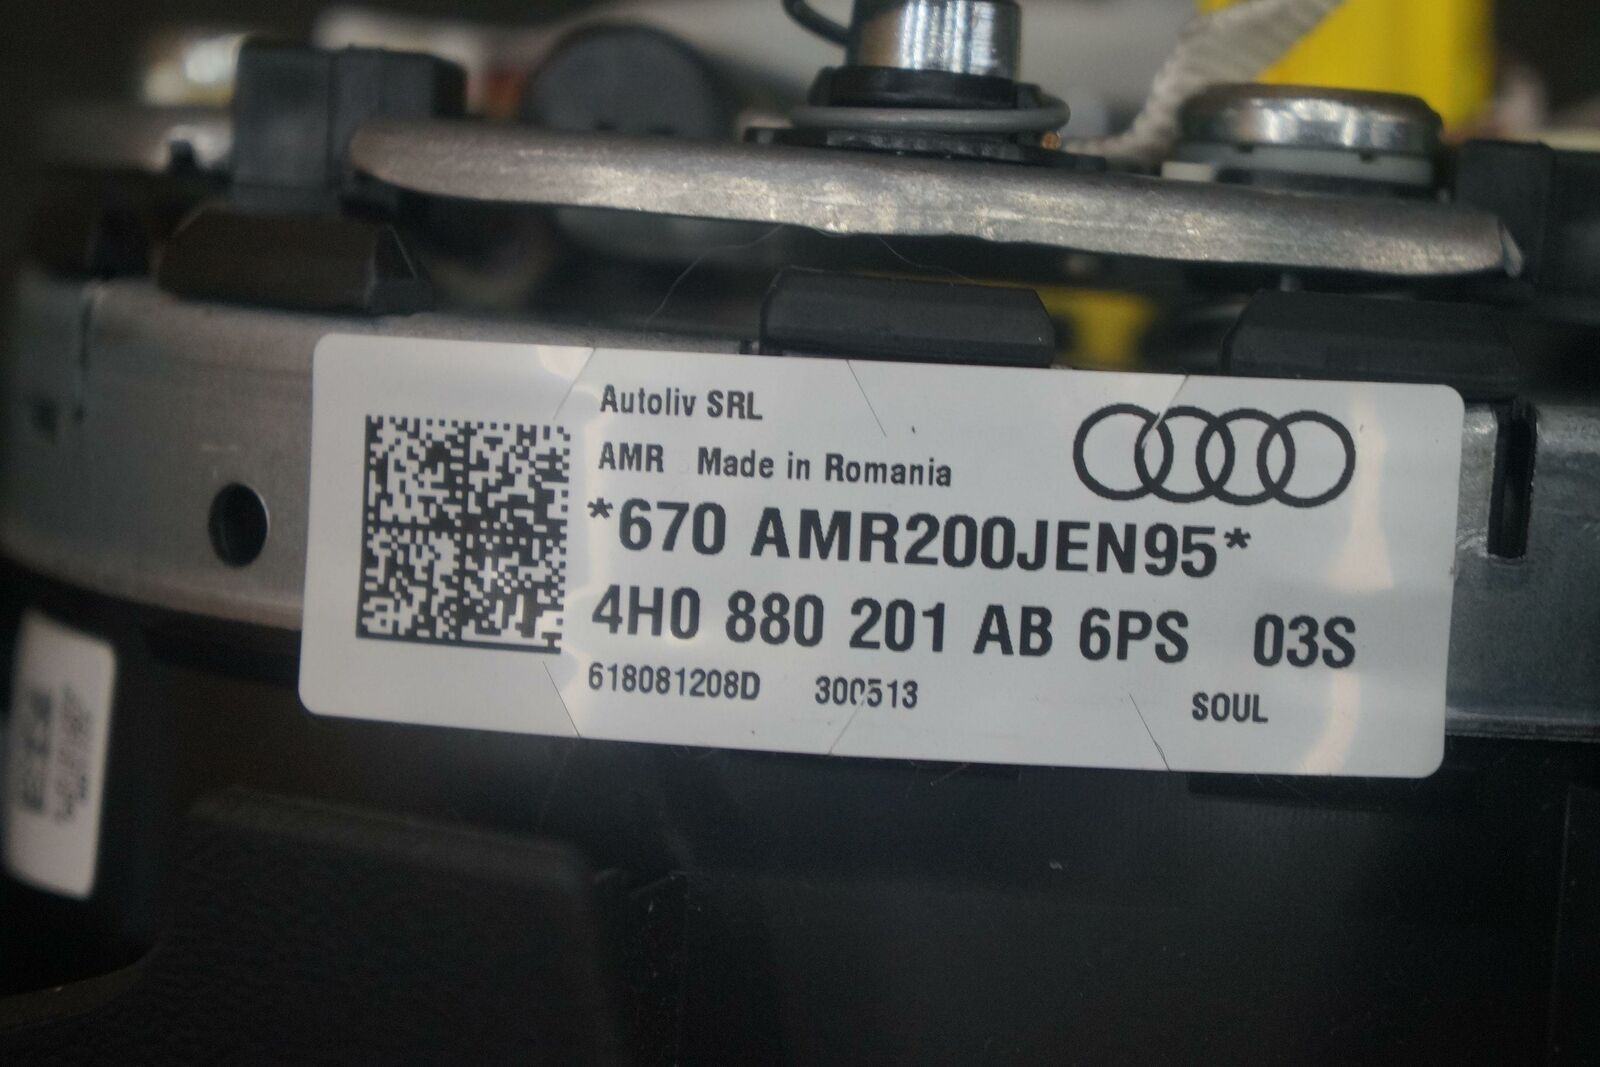 Autoliv SRL
AMR Made in Romania
*670 AMR200JEN95*
4H0 880 201 AB 6PS 03S
618081208D 300513
SOUL